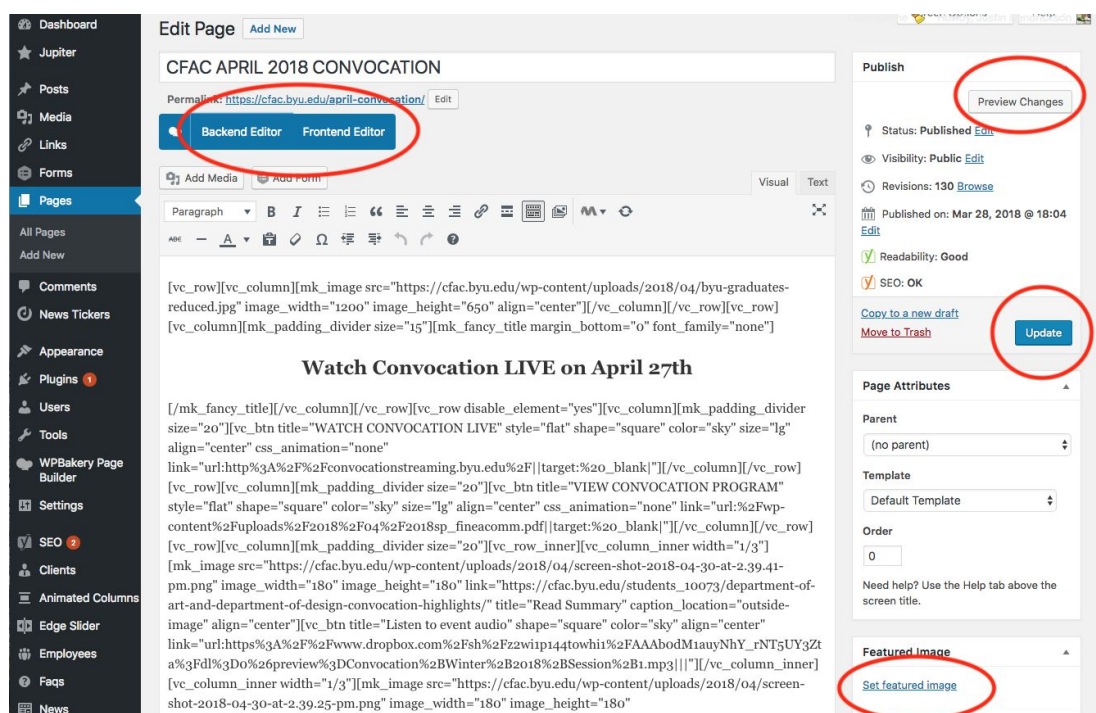 Dashboard
Jupiter
Posts
Media
Links
Forms
Pages
All Pages
Add New
Comments
News Tickers
Appearance
Plugins 1
Users
Tools
WPBakery Page
Builder
Settings
SEO 2
Clients
Animated Columns
Edge Slider
Employees
Faqs
News
Edit Page Add New
CFAC APRIL 2018 CONVOCATION
Permalink: https://cfac.byu.edu/april-convocation/ Edit
Backend Editor Frontend Editor
Add Media Add Form Visual Text
Paragraph B I
ABE A Ω
[vc_row][vc_column][mk_image src="https://cfac.byu.edu/wp-content/uploads/2018/04/byu-graduates-
reduced.jpg" image_width="1200" image_height="650" align="center"][/vc_column][/vc_row][vc_row]
[vc_column][mk_padding_divider size="15"][mk_fancy_title margin_bottom="0" font_family="none"]
Watch Convocation LIVE on April 27th
[/mk_fancy_title][/vc_column][/vc_row][vc_row disable_element="yes"][vc_column][mk_padding_divider
size="20"][vc_btn title="WATCH CONVOCATION LIVE" style="flat" shape="square" color="sky" size="lg"
align="center" css_animation="none"
link="url:http%3A%2F%2Fconvocationstreaming.byu.edu%2F||target:%20_blank|"][/vc_column][/vc_row]
[vc_row][vc_column][mk_padding_divider size="20"][vc_btn title="VIEW CONVOCATION PROGRAM"
style="flat" shape="square" color="sky" size="lg" align="center" css_animation="none" link="url:%2Fwp-
content%2Fuploads%2F2018%2F04%2F2018sp_fineacomm.pdf||target:%20_blank|"][/vc_column][/vc_row]
[vc_row][vc_column][mk_padding_divider size="20"][vc_row_inner][vc_column_inner width="1/3"]
[mk_image src="https://cfac.byu.edu/wp-content/uploads/2018/04/screen-shot-2018-04-30-at-2.39.41-
pm.png" image_width="180" image_height="180" link="https://cfac.byu.edu/students_10073/department-of-
art-and-department-of-design-convocation-highlights/" title="Read Summary" caption_location="outside-
image" align="center"][vc_btn title="Listen to event audio" shape="square" color="sky" align="center"
link="url:https%3A%2F%2Fwww.dropbox.com%2Fsh%2Fz2wi1p144towhi%2FAAAbodM1auyNhY_rNT5UY3Zt
a%3Fdl%3D0%26preview%3DConvocation%2BWinter%2B2018%2BSession%2B1.mp3|||"][/vc_column_inner]
[vc_column_inner width="1/3"][mk_image src="https://cfac.byu.edu/wp-content/uploads/2018/04/screen-
shot-2018-04-30-at-2.39.25-pm.png" image_width="180" image_height="180"
Publish
Preview Changes
Status: Published Edit
Visibility: Public Edit
Revisions: 130 Browse
Published on: Mar 28, 2018 @ 18:04
Edit
Readability: Good
SEO: OK
Copy to a new draft
Move to Trash Update
Page Attributes
Parent
(no parent)
Template
Default Template
Order
0
Need help? Use the Help tab above the
screen title.
Featured Image
Set featured image